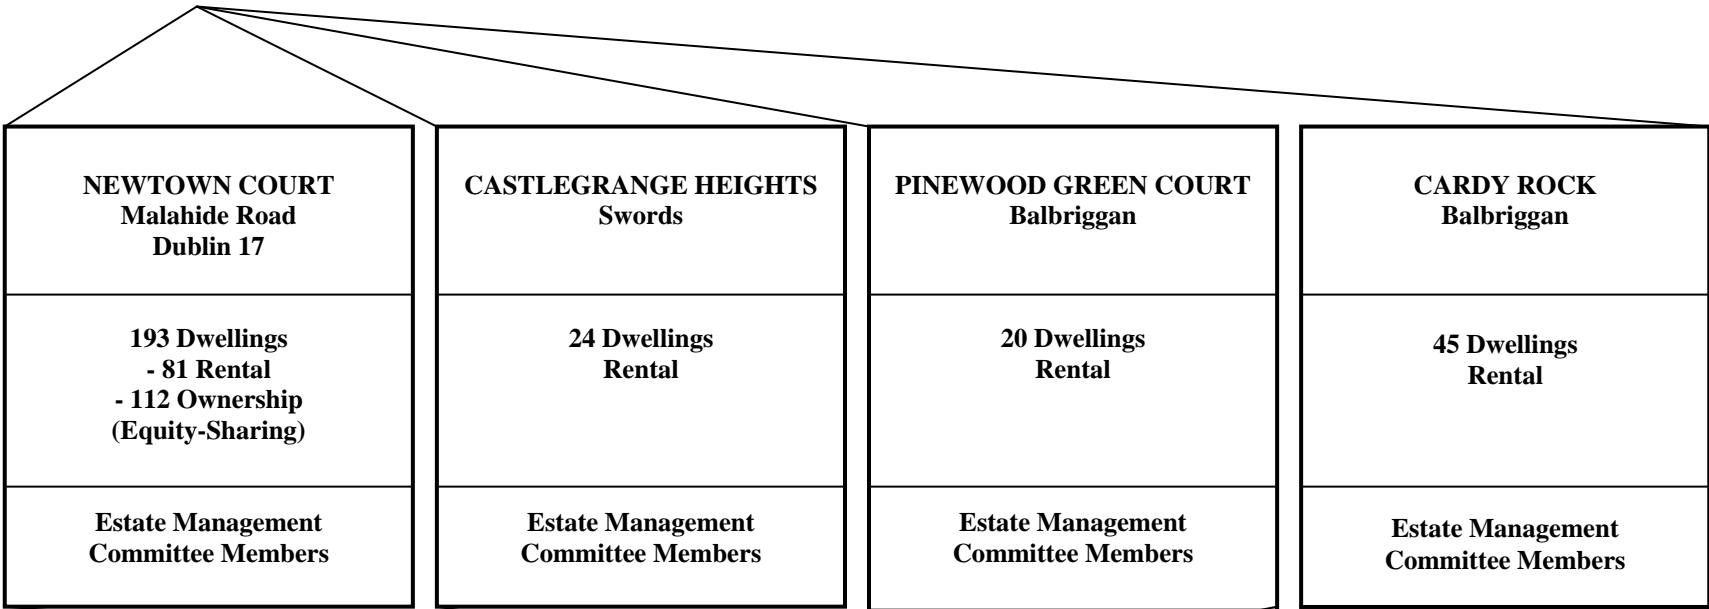 NEWTOWN COURT
Malahide Road
Dublin 17
193 Dwellings
- 81 Rental
- 112 Ownership
(Equity-Sharing)
Estate Management
Committee Members
CASTLEGRANGE HEIGHTS
Swords
24 Dwellings
Rental
Estate Management
Committee Members
PINEWOOD GREEN COURT
Balbriggan
20 Dwellings
Rental
Estate Management
Committee Members
CARDY ROCK
Balbriggan
45 Dwellings
Rental
Estate Management
Committee Members